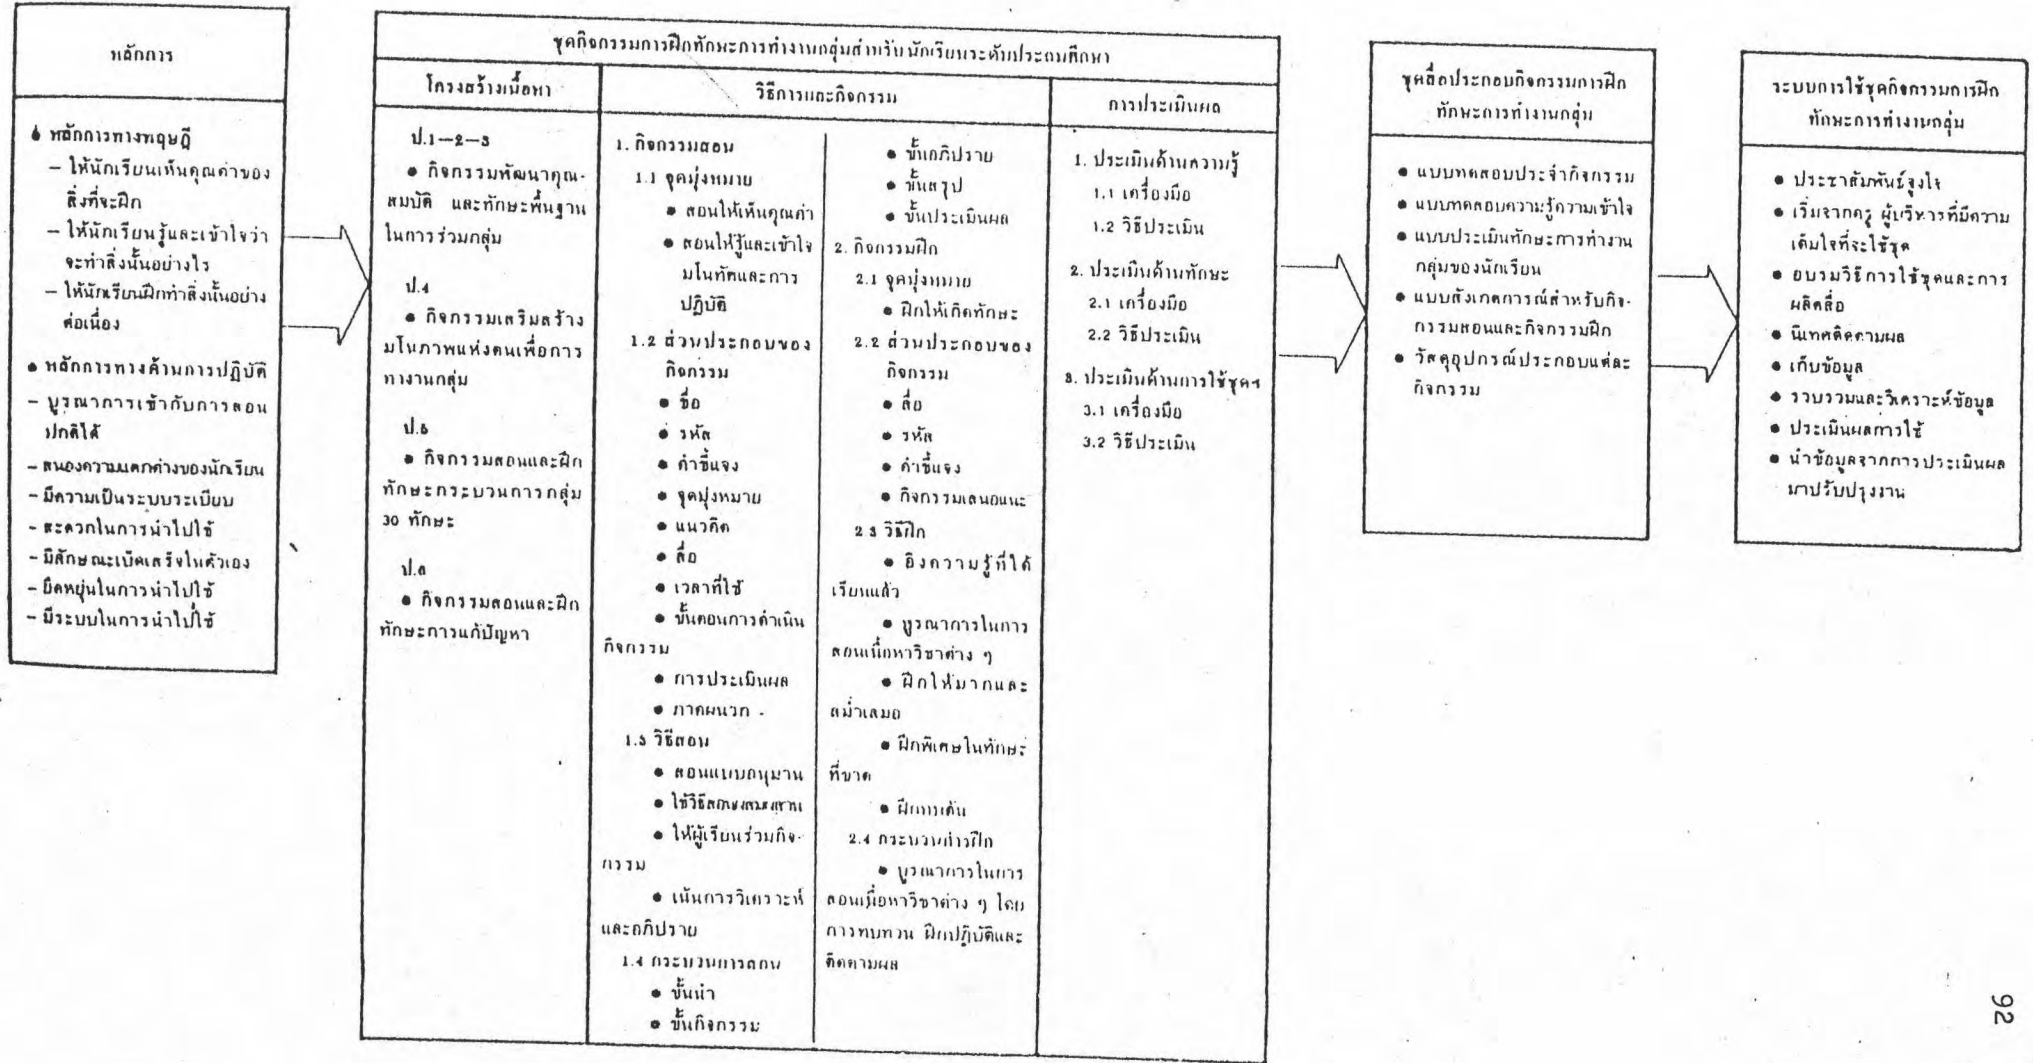 หลักการ
● หลักการทางทฤษฎี
– ให้นักเรียนเห็นคุณค่าของ
สิ่งที่จะฝึก
– ให้นักเรียนรู้และเข้าใจว่า
จะทำสิ่งนั้นอย่างไร
– ให้นักเรียนฝึกทำสิ่งนั้นอย่าง
ต่อเนื่อง
● หลักการทางด้านการปฏิบัติ
– บูรณาการเข้ากับการสอน
ปกติได้
– สนองความแตกต่างของนักเรียน
– มีความเป็นระบบระเบียบ
– สะดวกในการนำไปใช้
– มีลักษณะเบ็ดเสร็จในตัวเอง
– ยืดหยุ่นในการนำไปใช้
– มีระบบในการนำไปใช้
ชุดกิจกรรมการฝึกทักษะการทำงานกลุ่มสำหรับนักเรียนระดับประถมศึกษา
โครงสร้างเนื้อหา
ป.1–2–3
● กิจกรรมพัฒนาคุณ-
สมบัติ และทักษะพื้นฐาน
ในการร่วมกลุ่ม
ป.4
● กิจกรรมเสริมสร้าง
มโนภาพแห่งตนเพื่อการ
ทางานกลุ่ม
ป.5
● กิจกรรมสอนและฝึก
ทักษะกระบวนการกลุ่ม
30 ทักษะ
ป.6
● กิจกรรมสอนและฝึก
ทักษะการแก้ปัญหา
วิธีการและกิจกรรม
1. กิจกรรมสอน
1.1 จุดมุ่งหมาย
● สอนให้เห็นคุณค่า
● สอนให้รู้และเข้าใจ
มโนทัศและการ
ปฏิบัติ
1.2 ส่วนประกอบของ
กิจกรรม
● ชื่อ
● รหัส
● คำชี้แจง
● จุดมุ่งหมาย
● แนวคิด
● สื่อ
● เวลาที่ใช้
● ขั้นตอนการดำเนิน
กิจกรรม
● การประเมินผล
● ภาคผนวก
1.3 วิธีสอน
● สอนแบบอนุมาน
● ให้ผู้เรียนร่วมกิจ-
กรรม
● เน้นการวิเคราะห์
และอภิปราย
1.4 กระบวนการสอน
● ขั้นนำ
● ขั้นกิจกรรม
● ขั้นอภิปราย
● ขั้นสรุป
● ขั้นประเมินผล
2. กิจกรรมฝึก
2.1 จุดมุ่งหมาย
● ฝึกให้เกิดทักษะ
2.2 ส่วนประกอบของ
กิจกรรม
● สื่อ
● รหัส
● คำชี้แจง
● กิจกรรมเสนอแนะ
2.3 วิธีฝึก
● อิงความรู้ที่ได้
เรียนแล้ว
● บูรณาการในการ
สอนเนื้อหาวิชาต่าง ๆ
● ฝึกให้มากและ
สม่ำเสมอ
● ฝึกพิเศษในทักษะ
ที่ขาด
2.4 กระบวนการฝึก
● บูรณาการในการ
สอนเนื้อหาวิชาต่าง ๆ โดย
การทบทวน ฝึกปฏิบัติและ
ติดตามผล
การประเมินผล
1. ประเมินด้านความรู้
1.1 เครื่องมือ
1.2 วิธีประเมิน
2. ประเมินด้านทักษะ
2.1 เครื่องมือ
2.2 วิธีประเมิน
3. ประเมินด้านการใช้ชุดฯ
3.1 เครื่องมือ
3.2 วิธีประเมิน
ชุดสื่อประกอบกิจกรรมการฝึก
ทักษะการทำงานกลุ่ม
● แบบทดสอบประจำกิจกรรม
● แบบทดสอบความรู้ความเข้าใจ
● แบบประเมินทักษะการทำงาน
กลุ่มของนักเรียน
● แบบสังเกตการณ์สำหรับกิจ-
กรรมสอนและกิจกรรมฝึก
● วัสดุอุปกรณ์ประกอบแต่ละ
กิจกรรม
ระบบการใช้ชุดกิจกรรมการฝึก
ทักษะการทำงานกลุ่ม
● ประชาสัมพันธ์จูงใจ
● เริ่มจากครู ผู้บริหารที่มีความ
เต็มใจที่จะใช้ชุด
● อบรมวิธีการใช้ชุดและการ
ผลิตสื่อ
● นิเทศติดตามผล
● เก็บข้อมูล
● รวบรวมและวิเคราะห์ข้อมูล
● ประเมินผลการใช้
● นำข้อมูลจากการประเมินผล
มาปรับปรุงงาน
92